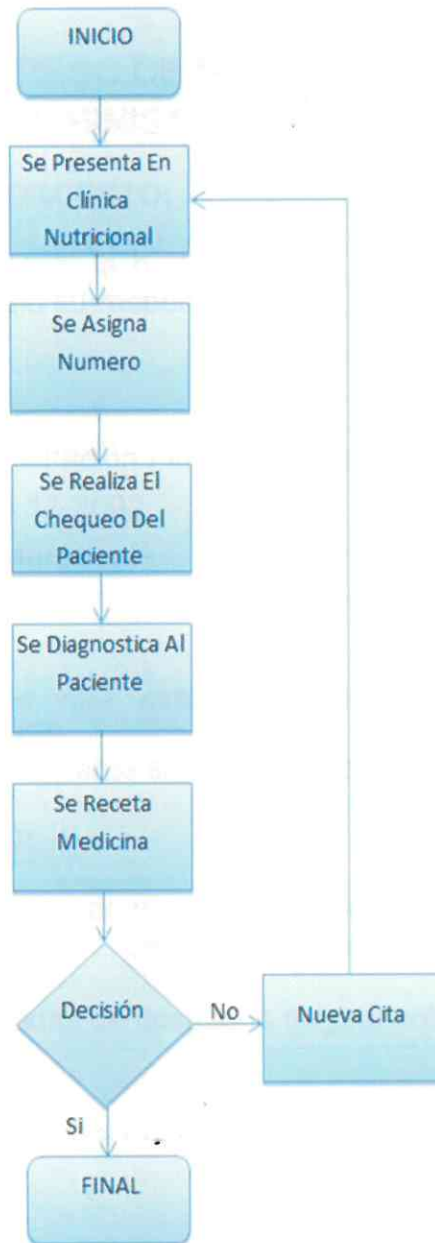 INICIO
Se Presenta En
Clínica
Nutricional
Se Asigna
Numero
Se Realiza El
Chequeo Del
Paciente
Se Diagnostica Al
Paciente
Se Receta
Medicina
Decisión
No
Nueva Cita
Si
FINAL